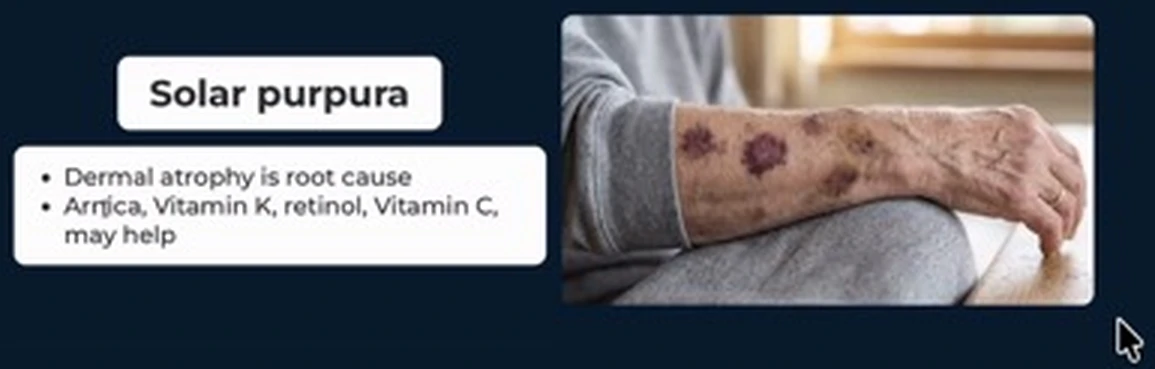 Solar purpura
• Dermal atrophy is root cause
• Arnica, Vitamin K, retinol, Vitamin C,
may help